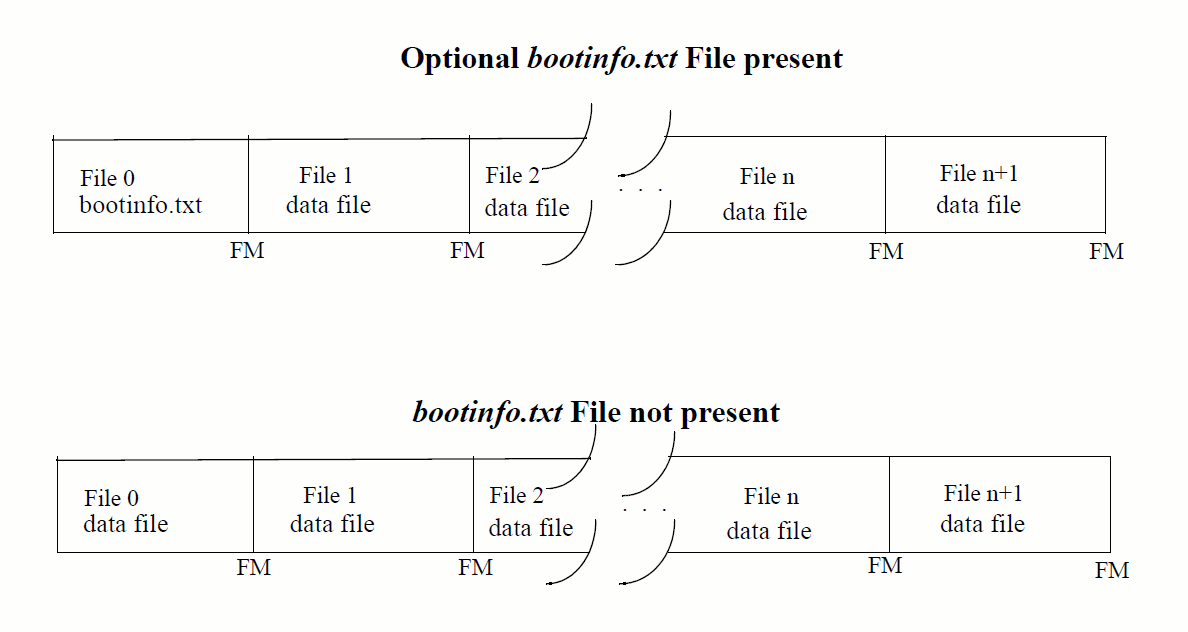 Optional bootinfo.txt File present
File 0
bootinfo.txt
File 1
data file
File 2
data file
. . .
File n
data file
File n+1
data file
FM
FM
FM
FM
bootinfo.txt File not present
File 0
data file
File 1
data file
File 2
data file
. . .
File n
data file
File n+1
data file
FM
FM
FM
FM